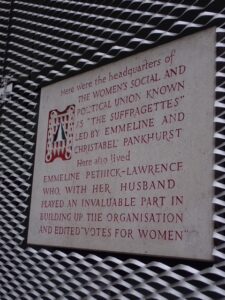 Here were the headquarters of
THE WOMEN'S SOCIAL AND
POLITICAL UNION KNOWN
AS "THE SUFFRAGETTES"
LED BY EMMELINE AND
CHRISTABEL PANKHURST
Here also lived
EMMELINE PETHICK-LAWRENCE
WHO, WITH HER HUSBAND
PLAYED AN INVALUABLE PART IN
BUILDING UP THE ORGANISATION
AND EDITED "VOTES FOR WOMEN"